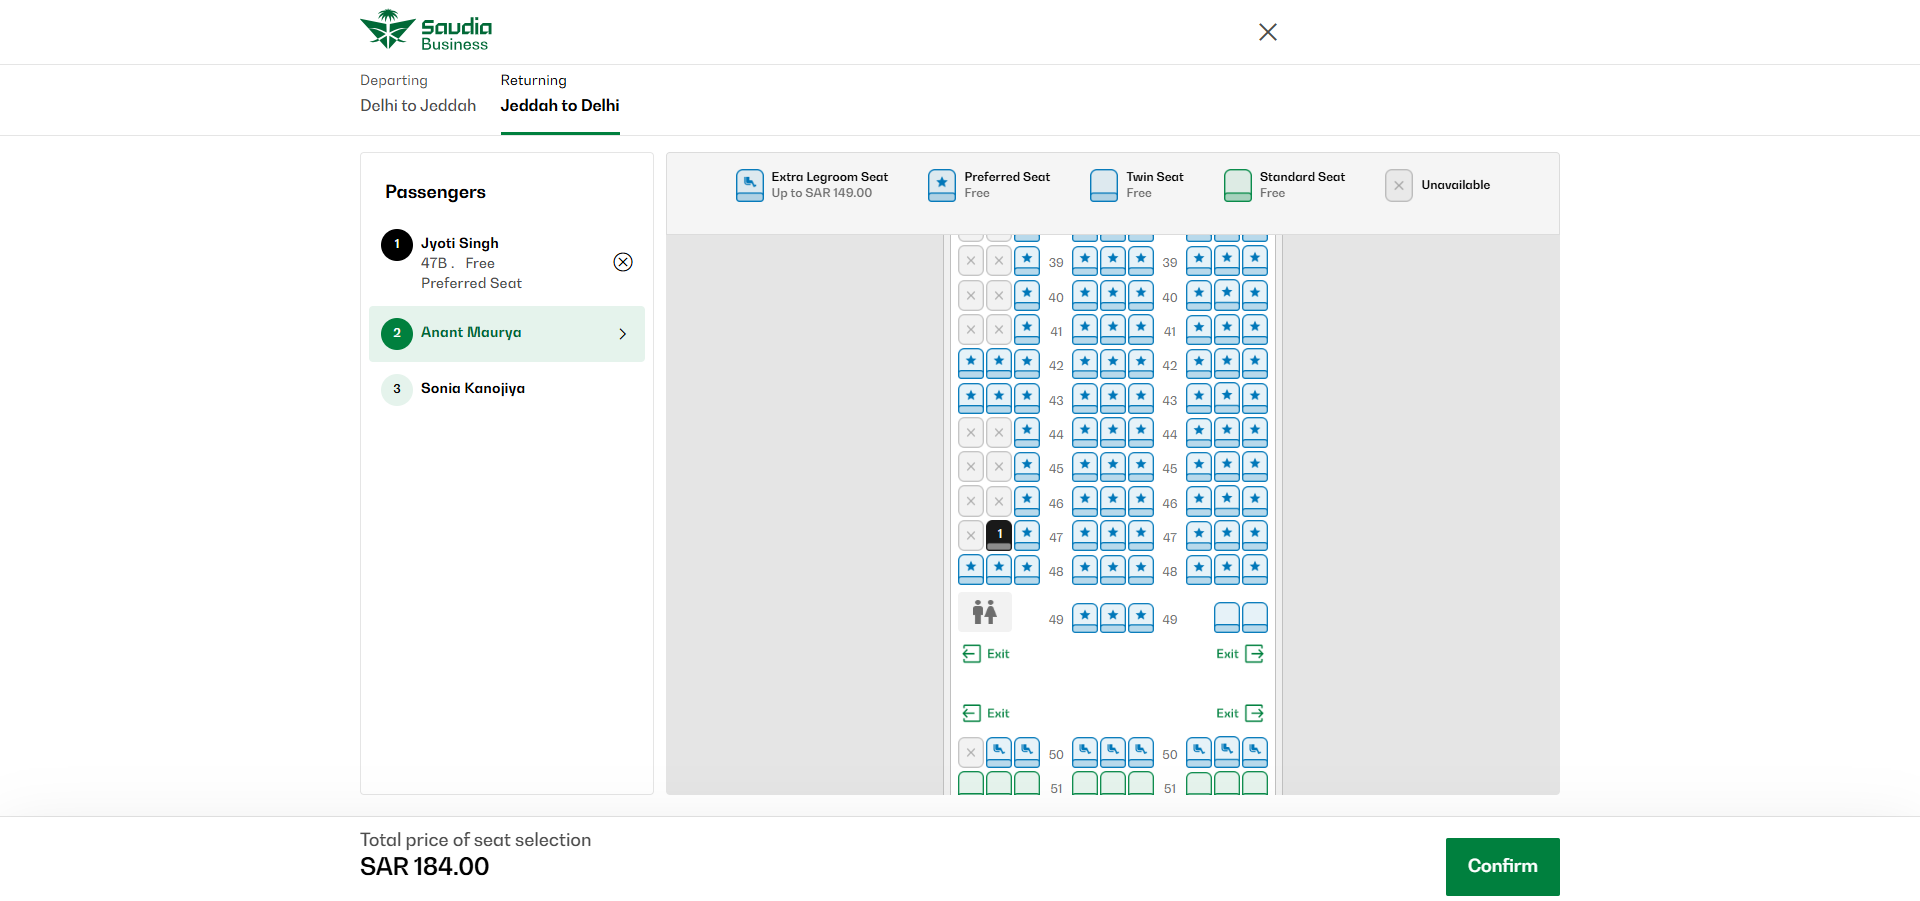 Saudia
Business
Departing
Delhi to Jeddah
Returning
Jeddah to Delhi
Passengers
1
Jyoti Singh
47B . Free
Preferred Seat
2
Anant Maurya
3
Sonia Kanojiya
Extra Legroom Seat
Up to SAR 149.00
Preferred Seat
Free
Twin Seat
Free
Standard Seat
Free
Unavailable
39 39
40 40
41 41
42 42
43 43
44 44
45 45
46 46
1 47 47
48 48
49 49
Exit Exit
Exit Exit
50 50
51 51
Total price of seat selection
SAR 184.00
Confirm